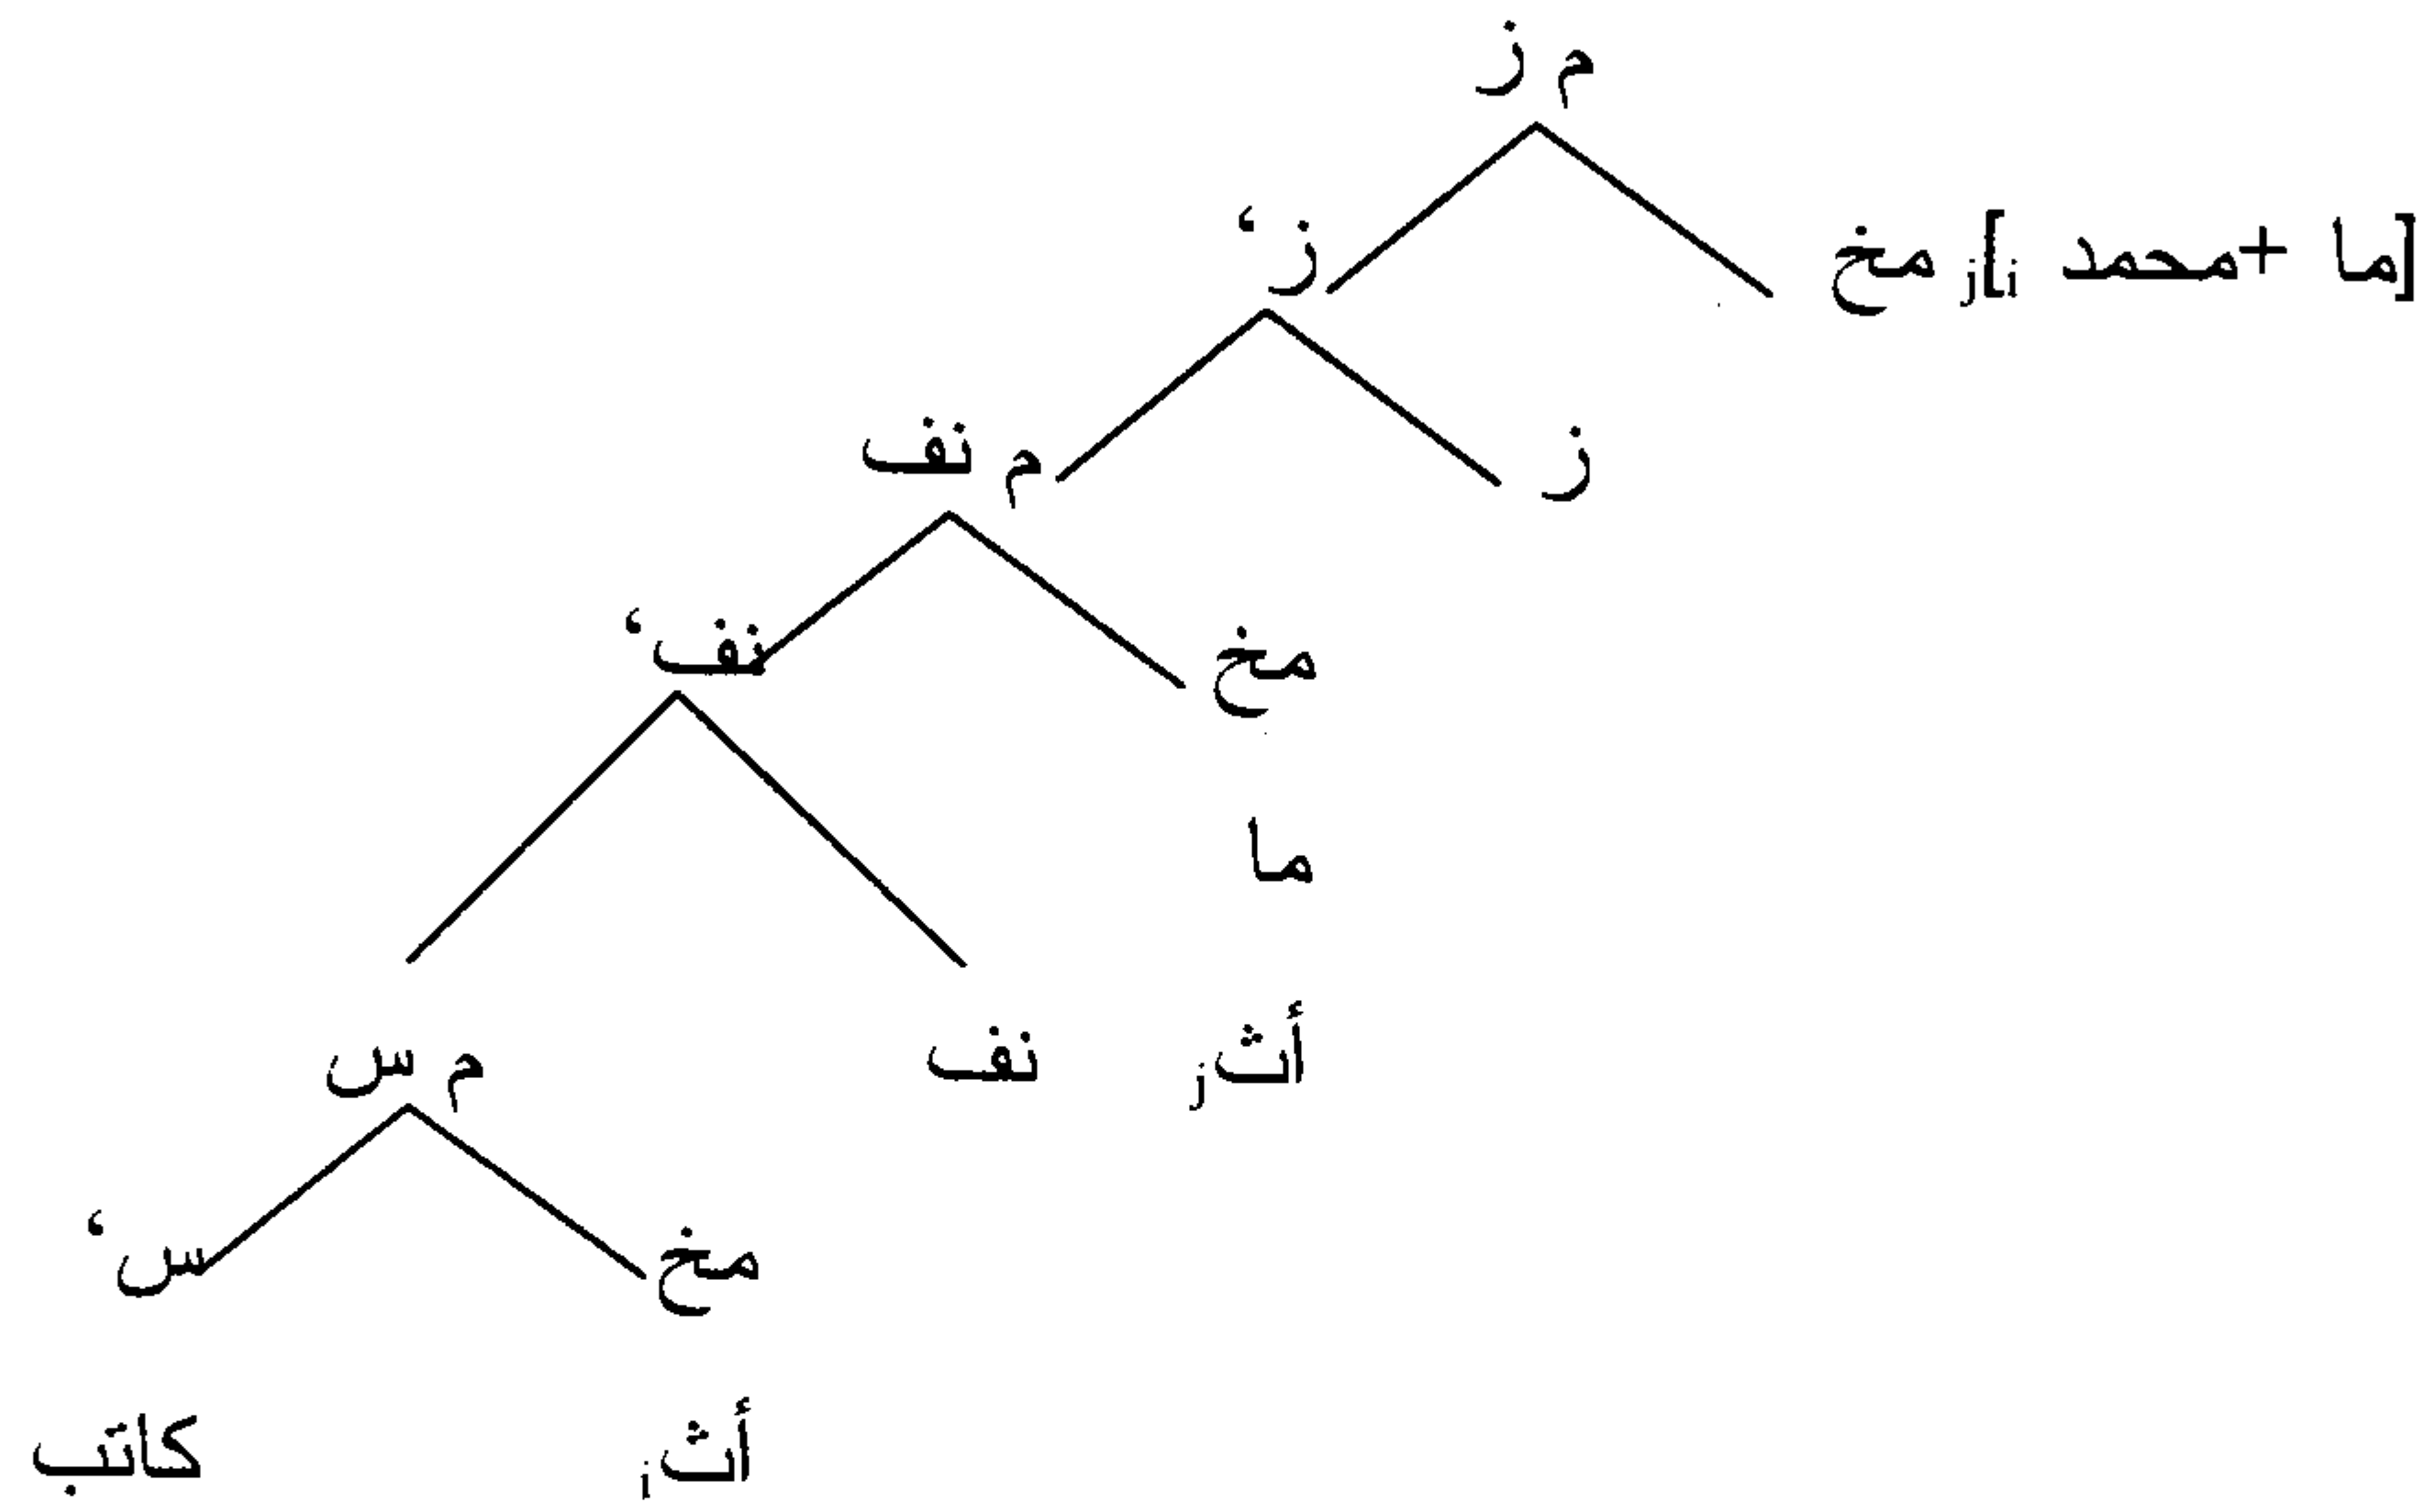 م ز
[ما +محمد i]j مخ ز‘
ز م نف
مخ نف‘
ما
أثj نف م س
مخ س‘
أثi كاتب